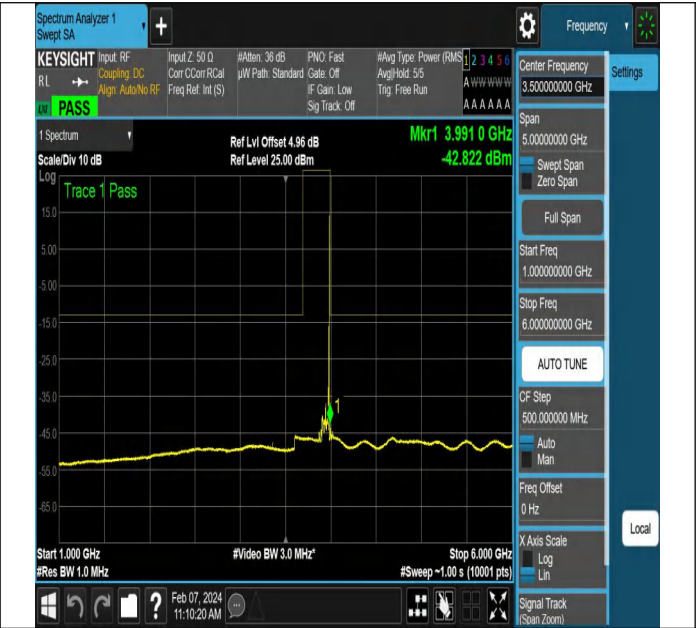 Spectrum Analyzer 1
Swept SA
+
Frequency
KEYSIGHT
RL
PASS
Input: RF
Coupling: DC
Align: Auto/No RF
Input Z: 50 Ω
Corr CCorr RCal
Freq Ref: Int (S)
#Atten: 36 dB
µW Path: Standard
PNO: Fast
Gate: Off
IF Gain: Low
Sig Track: Off
#Avg Type: Power (RMS
Avg|Hold: 5/5
Trig: Free Run
1 2 3 4 5 6
A W W W W W
A A A A A A
1 Spectrum
Scale/Div 10 dB
Ref Lvl Offset 4.96 dB
Ref Level 25.00 dBm
Mkr1 3.991 0 GHz
-42.822 dBm
Log
Trace 1 Pass
15.0
5.00
-5.00
-15.0
-25.0
-35.0
-45.0
-55.0
-65.0
1
Start 1.000 GHz
#Res BW 1.0 MHz
#Video BW 3.0 MHz*
Stop 6.000 GHz
#Sweep ~1.00 s (10001 pts)
?
Feb 07, 2024
11:10:20 AM
Center Frequency
3.500000000 GHz
Span
5.00000000 GHz
Swept Span
Zero Span
Full Span
Start Freq
1.000000000 GHz
Stop Freq
6.000000000 GHz
AUTO TUNE
CF Step
500.000000 MHz
Auto
Man
Freq Offset
0 Hz
X Axis Scale
Log
Lin
Signal Track
(Span Zoom)
Settings
Local